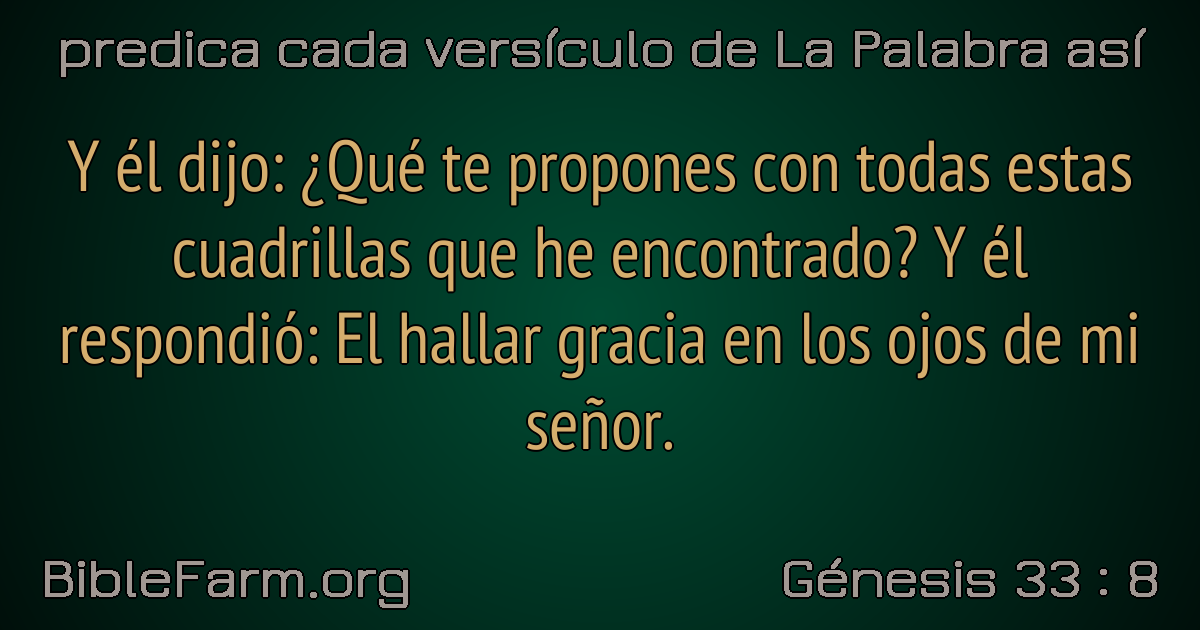 predica cada versículo de La Palabra así
Y él dijo: ¿Qué te propones con todas estas
cuadrillas que he encontrado? Y él
respondió: El hallar gracia en los ojos de mi
señor.
BibleFarm.org
Génesis 33 : 8